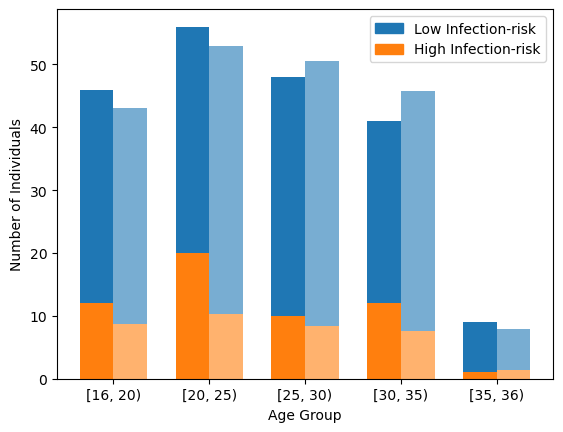 Low Infection-risk
High Infection-risk
Number of Individuals
50
40
30
20
10
0
[16, 20)
[20, 25)
[25, 30)
[30, 35)
[35, 36)
Age Group